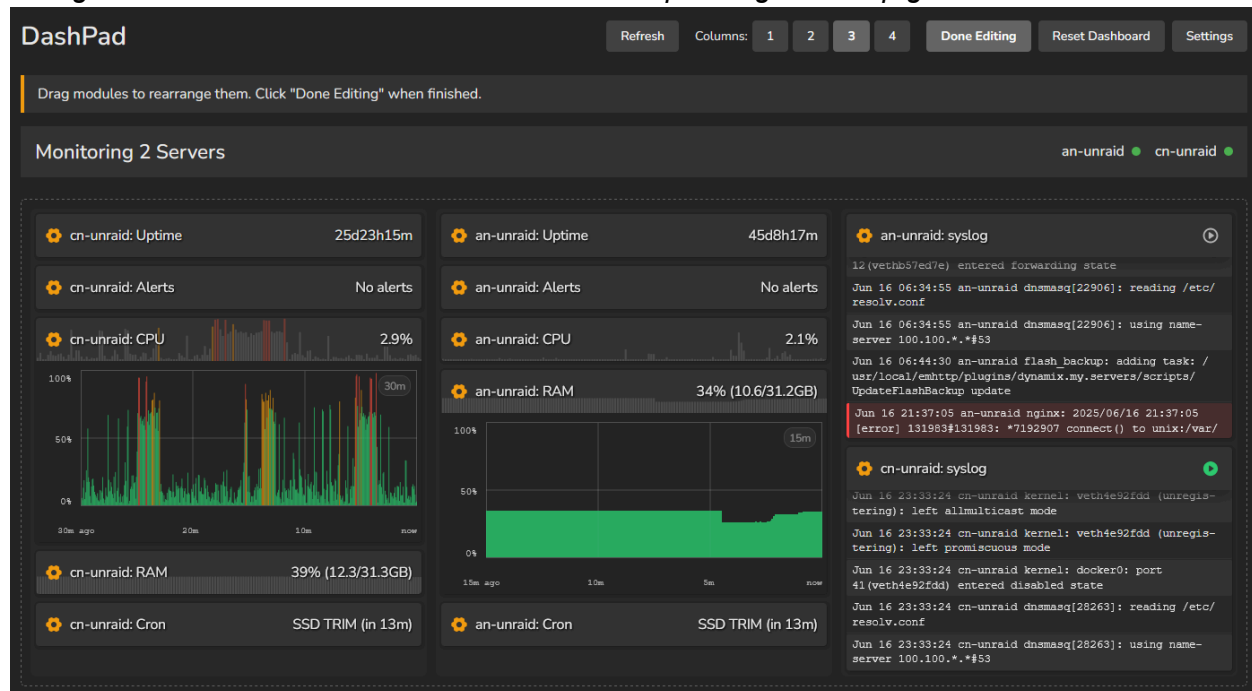 DashPad
Refresh Columns: 1 2 3 4 Done Editing Reset Dashboard Settings
Drag modules to rearrange them. Click "Done Editing" when finished.
Monitoring 2 Servers
an-unraid cn-unraid
cn-unraid: Uptime 25d23h15m
cn-unraid: Alerts No alerts
cn-unraid: CPU 2.9%
100%
30m
50%
0%
30m ago 20m 10m now
cn-unraid: RAM 39% (12.3/31.3GB)
cn-unraid: Cron SSD TRIM (in 13m)
an-unraid: Uptime 45d8h17m
an-unraid: Alerts No alerts
an-unraid: CPU 2.1%
an-unraid: RAM 34% (10.6/31.2GB)
100%
15m
50%
0%
15m ago 10m 5m now
an-unraid: Cron SSD TRIM (in 13m)
an-unraid: syslog
12(vethb57ed7e) entered forwarding state
Jun 16 06:34:55 an-unraid dnsmasq[22906]: reading /etc/
resolv.conf
Jun 16 06:34:55 an-unraid dnsmasq[22906]: using name-
server 100.100.*.*#53
Jun 16 06:44:30 an-unraid flash_backup: adding task: /
usr/local/emhttp/plugins/dynamix.my.servers/scripts/
UpdateFlashBackup update
Jun 16 21:37:05 an-unraid nginx: 2025/06/16 21:37:05
[error] 131983#131983: *7192907 connect() to unix:/var/
cn-unraid: syslog
Jun 16 23:33:24 cn-unraid kernel: veth4e92fdd (unregis-
tering): left allmulticast mode
Jun 16 23:33:24 cn-unraid kernel: veth4e92fdd (unregis-
tering): left promiscuous mode
Jun 16 23:33:24 cn-unraid kernel: docker0: port
41(veth4e92fdd) entered disabled state
Jun 16 23:33:24 cn-unraid dnsmasq[28263]: reading /etc/
resolv.conf
Jun 16 23:33:24 cn-unraid dnsmasq[28263]: using name-
server 100.100.*.*#53